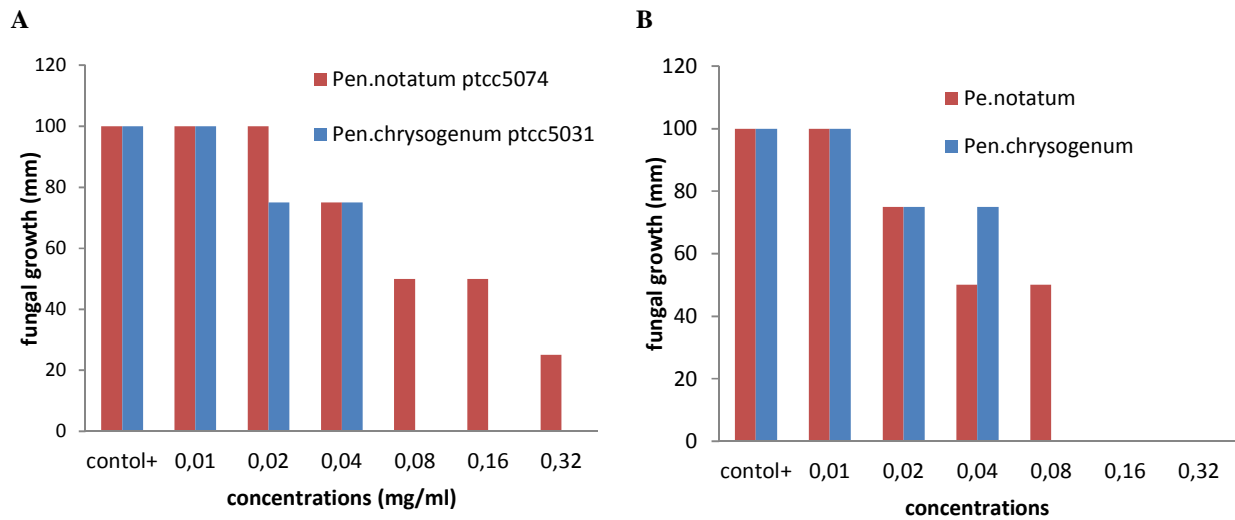 A
120
100
80
60
40
20
0
fungal growth (mm)
Pen.notatum ptcc5074
Pen.chrysogenum ptcc5031
contol+ 0,01 0,02 0,04 0,08 0,16 0,32
concentrations (mg/ml)
B
120
100
80
60
40
20
0
fungal growth (mm)
Pe.notatum
Pen.chrysogenum
contol+ 0,01 0,02 0,04 0,08 0,16 0,32
concentrations